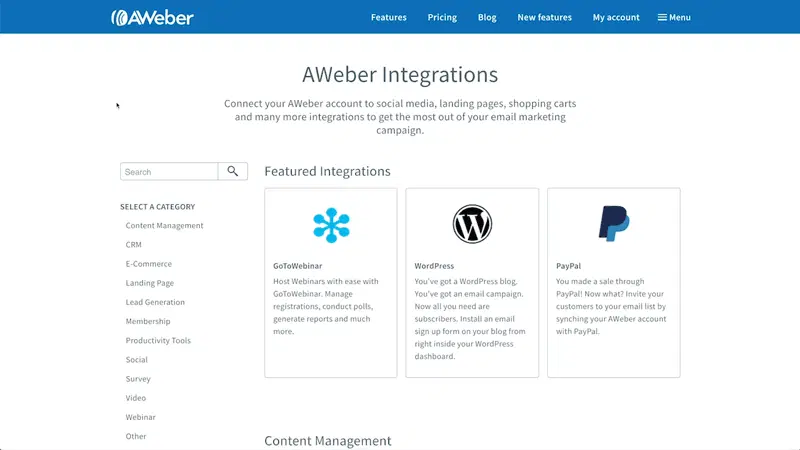 AWeber
Features Pricing Blog New features My account Menu
AWeber Integrations
Connect your AWeber account to social media, landing pages, shopping carts
and many more integrations to get the most out of your email marketing
campaign.
Search
SELECT A CATEGORY
Content Management
CRM
E-Commerce
Landing Page
Lead Generation
Membership
Productivity Tools
Social
Survey
Video
Webinar
Other
Featured Integrations
GoToWebinar
Host Webinars with ease with
GoToWebinar. Manage
registrations, conduct polls,
generate reports and much
more.
WordPress
You've got a WordPress blog.
You've got an email campaign.
Now all you need are
subscribers. Install an email
sign up form on your blog from
right inside your WordPress
dashboard.
PayPal
You made a sale through
PayPal! Now what? Invite your
customers to your email list by
synching your AWeber account
with PayPal.
Content Management